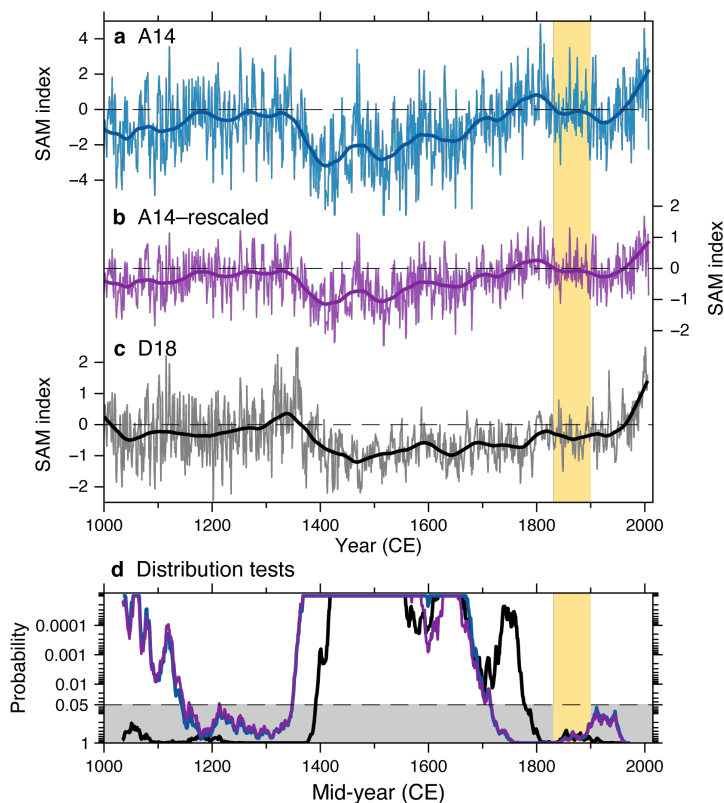 a A14
4
2
0
−2
−4
SAM index
b A14–rescaled
2
1
0
−1
−2
SAM index
c D18
2
1
0
−1
−2
SAM index
1000 1200 1400 1600 1800 2000
Year (CE)
d Distribution tests
0.0001
0.001
0.01
0.05
1
Probability
1000 1200 1400 1600 1800 2000
Mid-year (CE)